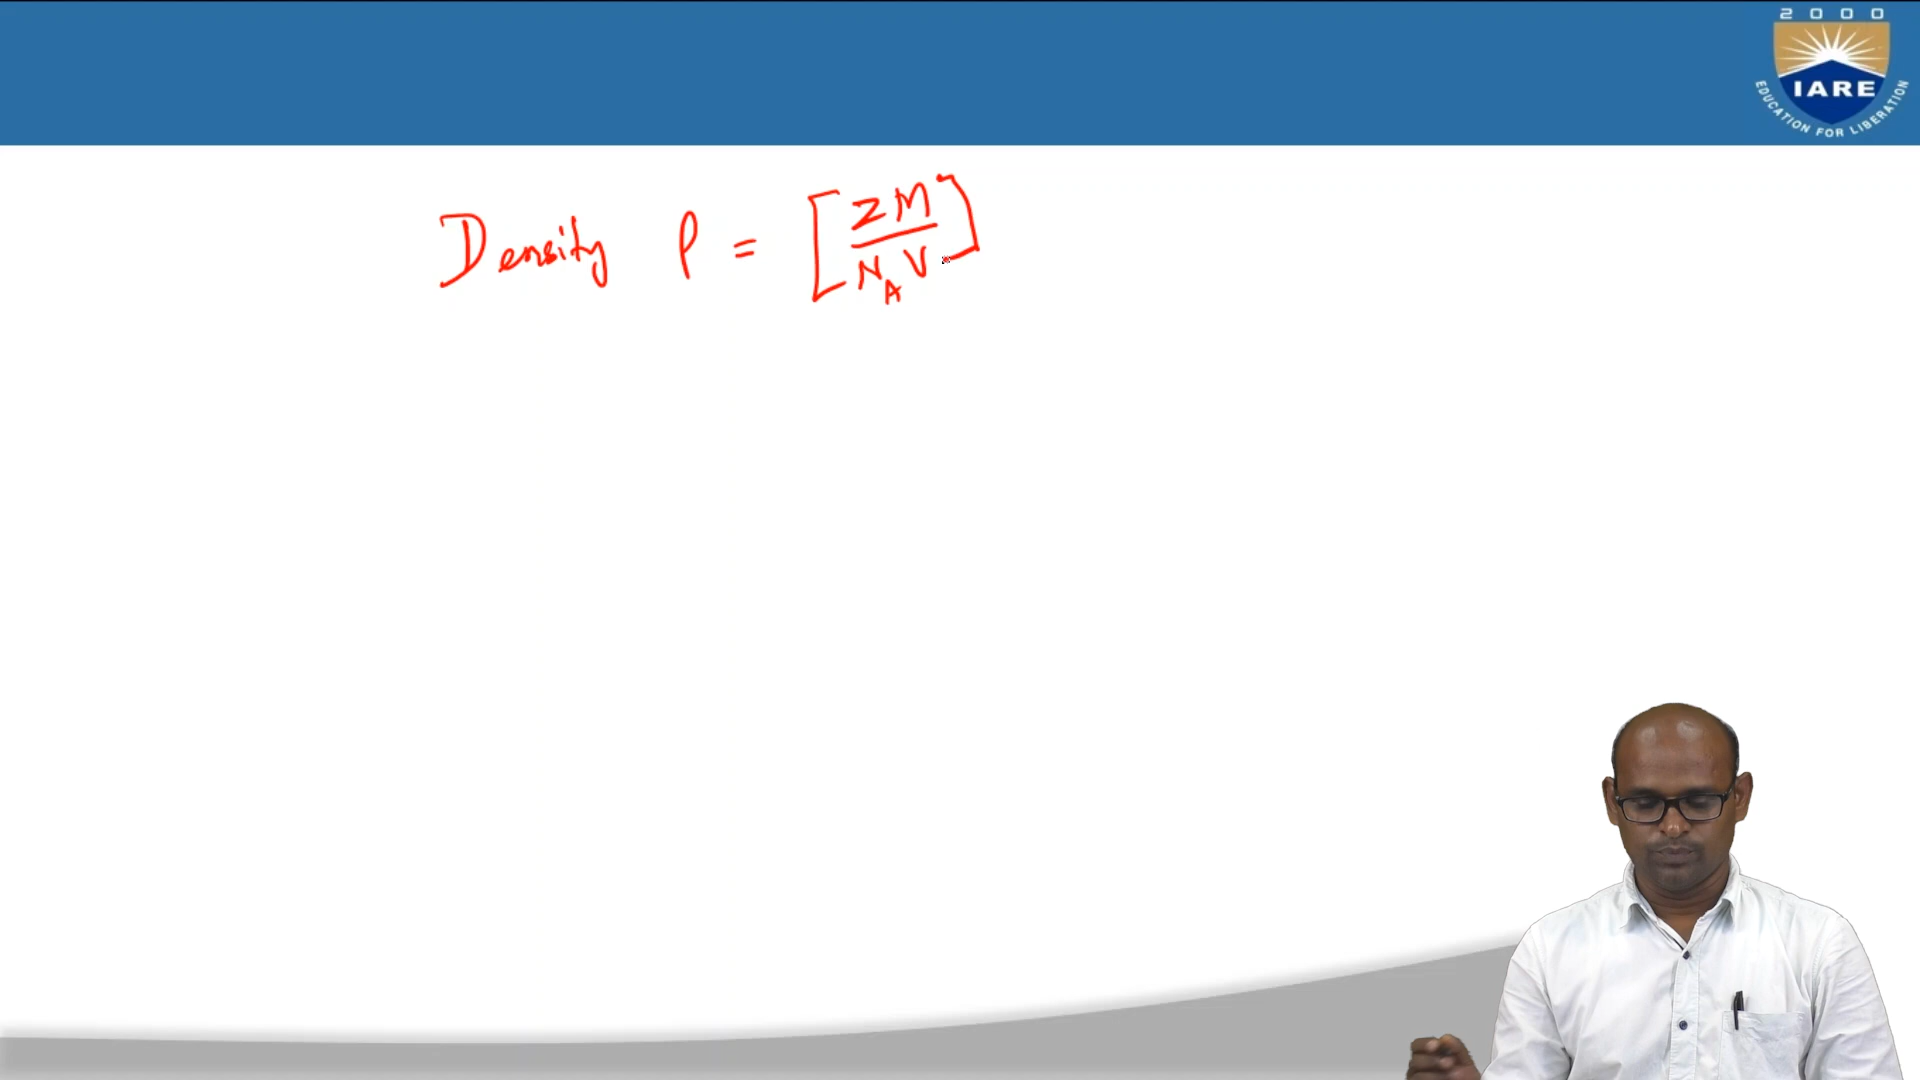 2000
IARE
EDUCATION FOR LIBERATION
Density ρ = [ZM / N_A V]